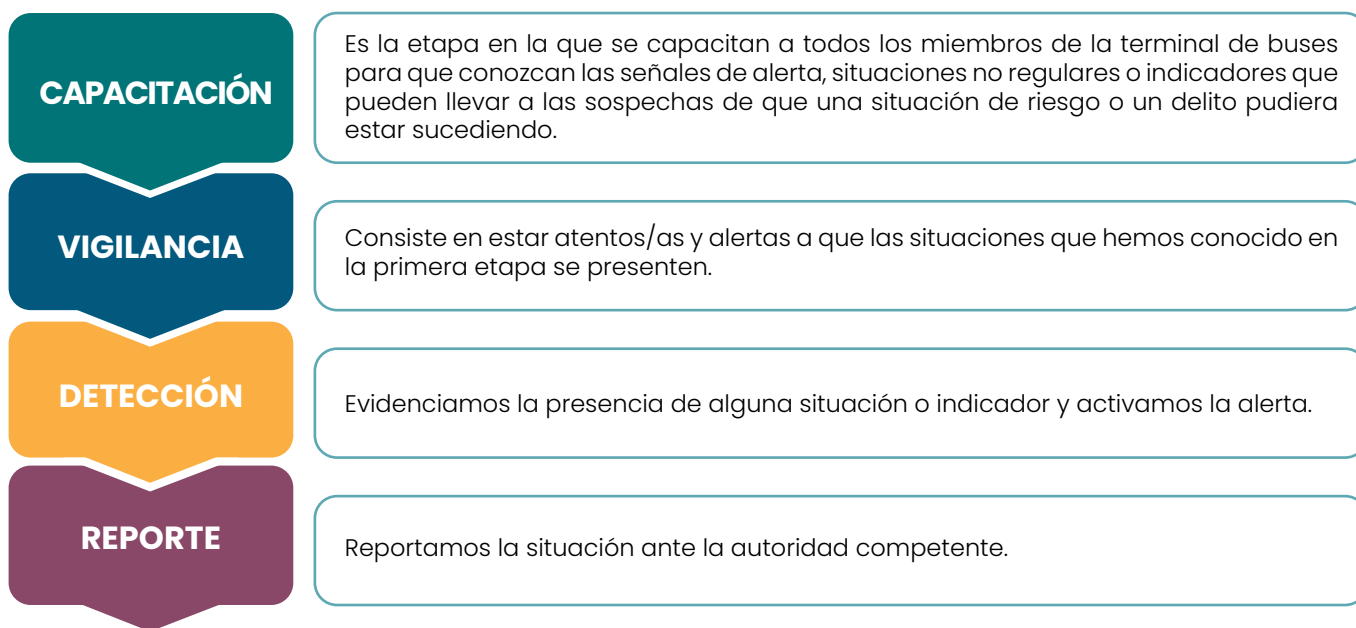 CAPACITACIÓN
Es la etapa en la que se capacitan a todos los miembros de la terminal de buses
para que conozcan las señales de alerta, situaciones no regulares o indicadores que
pueden llevar a las sospechas de que una situación de riesgo o un delito pudiera
estar sucediendo.
VIGILANCIA
Consiste en estar atentos/as y alertas a que las situaciones que hemos conocido en
la primera etapa se presenten.
DETECCIÓN
Evidenciamos la presencia de alguna situación o indicador y activamos la alerta.
REPORTE
Reportamos la situación ante la autoridad competente.